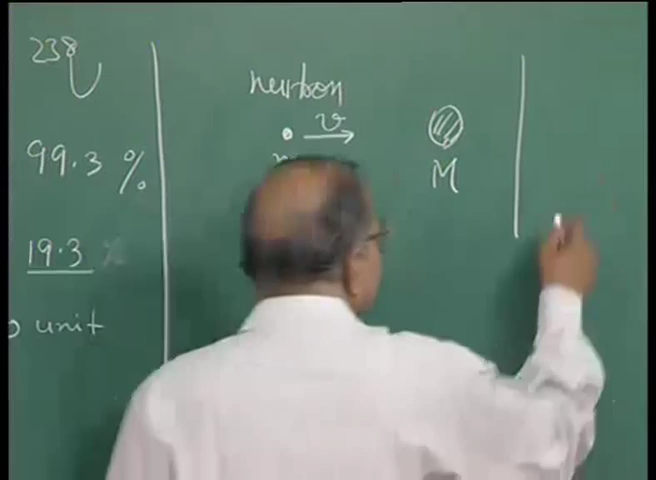 238U
99.3 %
19.3 %
unit
neutron
v
M